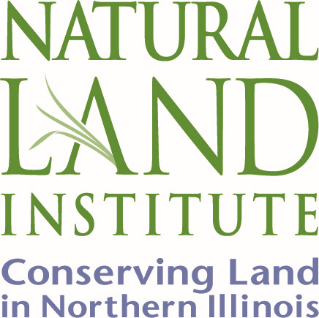 NATURAL
LAND
INSTITUTE
Conserving Land
in Northern Illinois